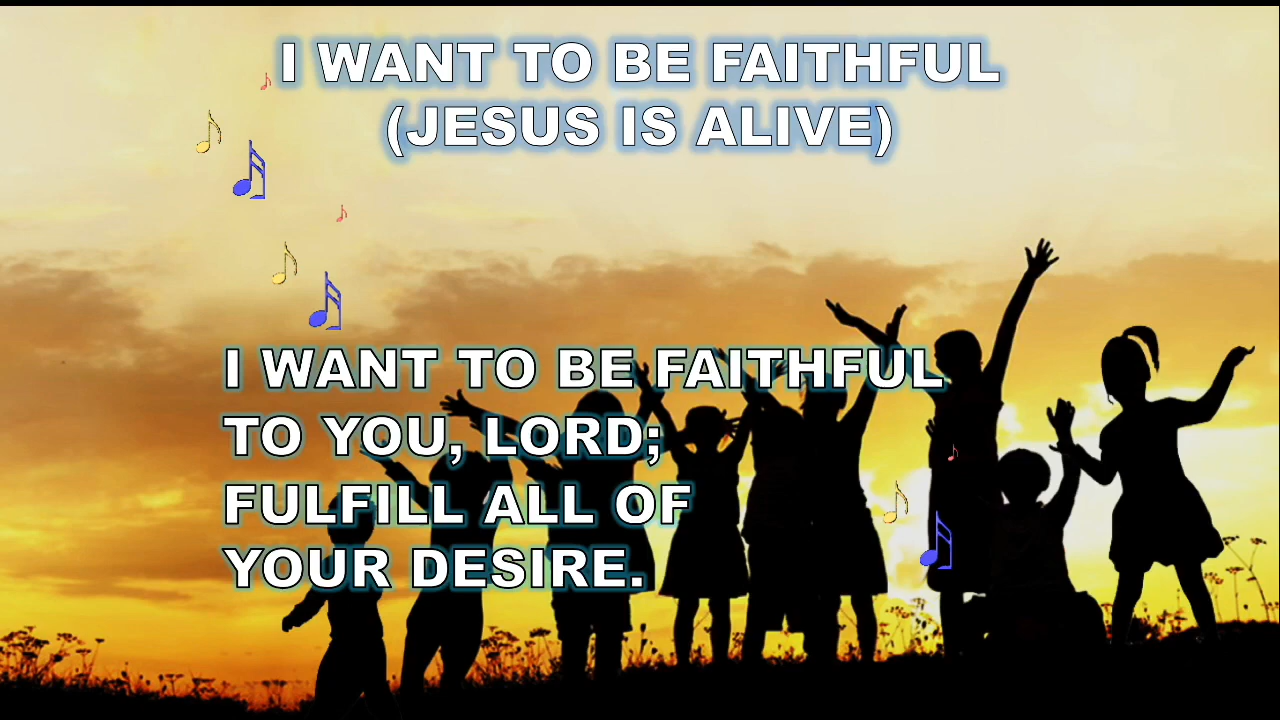 I WANT TO BE FAITHFUL
(JESUS IS ALIVE)
I WANT TO BE FAITHFUL
TO YOU, LORD;
FULFILL ALL OF
YOUR DESIRE.